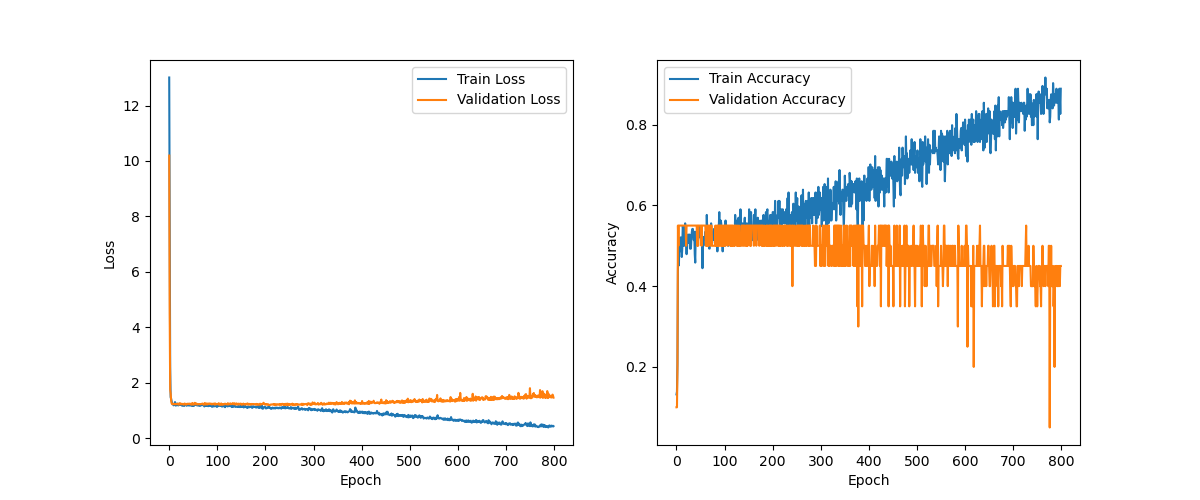 Train Loss
Validation Loss
12
10
8
6
4
2
0
Loss
0 100 200 300 400 500 600 700 800
Epoch
Train Accuracy
Validation Accuracy
0.8
0.6
0.4
0.2
Accuracy
0 100 200 300 400 500 600 700 800
Epoch